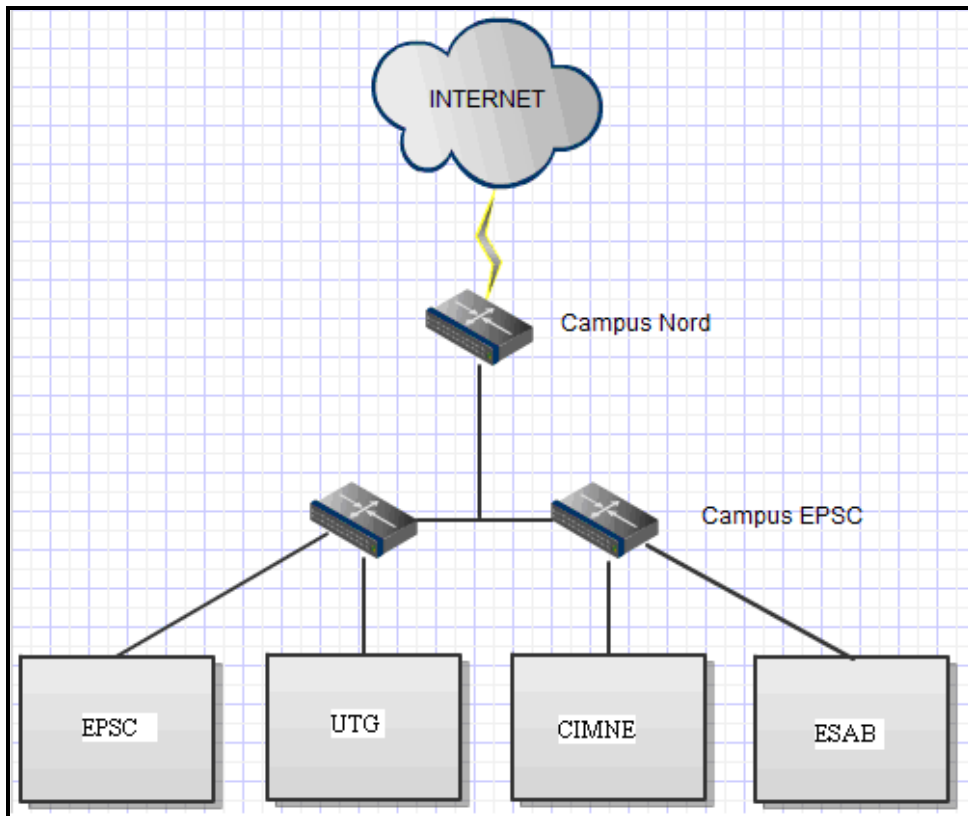 INTERNET
Campus Nord
Campus EPSC
EPSC
UTG
CIMNE
ESAB